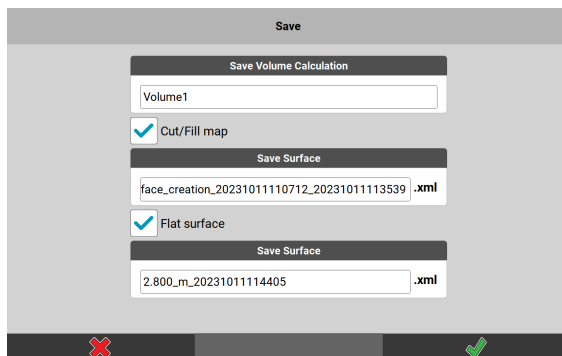 Save
Save Volume Calculation
Volume1
Cut/Fill map
Save Surface
face_creation_20231011110712_20231011113539 .xml
Flat surface
Save Surface
2.800_m_20231011114405 .xml